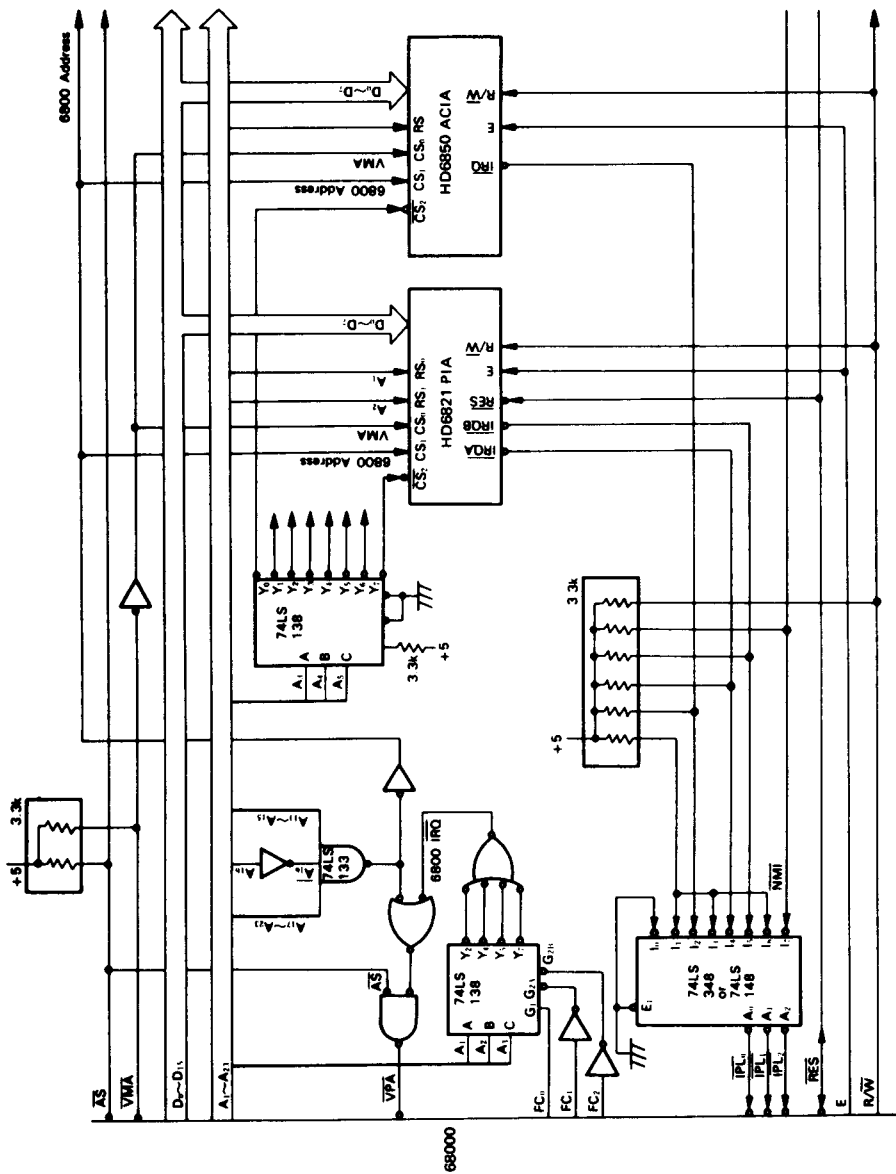 6800 Address
+5
3.3k
AS
VMA
D₀~D₁₅
A₁~A₂₃
A₁₇~A₂₃
A₁₆
A₁₆
A₁₁~A₁₅
74LS
133
AS
6800 IRQ
VPA
A₁
A₂
A₃
A
B
C
74LS
138
Y₂
Y₄
Y₅
Y₇
G₁
G₂A
G₂B
FC₀
FC₁
FC₂
A₃
A₄
A₅
A
B
C
74LS
138
Y₀
Y₁
Y₂
Y₃
Y₄
Y₅
Y₆
Y₇
3.3k
+5
6800 Address
VMA
A₂
A₁
D₀~D₇
CS₂ CS₁ CS₀ RS₁ RS₀
HD6821 PIA
IRQA IRQB RES E R/W
6800 Address
VMA
D₀~D₇
CS₂ CS₁ CS₀ RS
HD6850 ACIA
IRQ E R/W
+5
3.3k
NMI
E₁
I₀
I₁
I₂
I₃
I₄
I₅
I₆
I₇
74LS
348
or
74LS
148
A₀
A₁
A₂
IPL₀
IPL₁
IPL₂
RES
E
R/W
68000